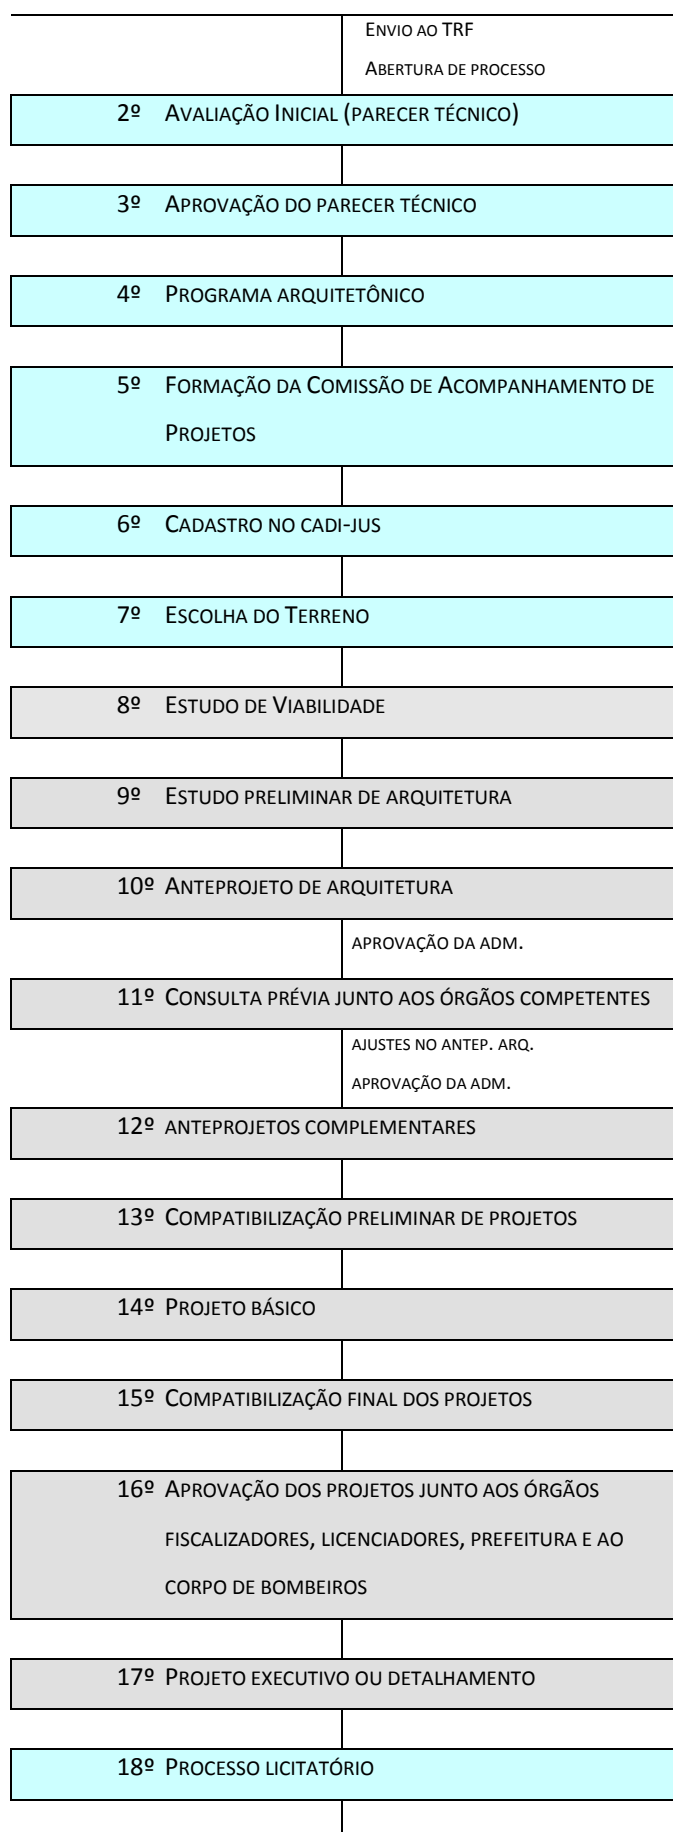 Envio ao TRF
Abertura de processo
2º Avaliação Inicial (parecer técnico)
3º Aprovação do parecer técnico
4º Programa arquitetônico
5º Formação da Comissão de Acompanhamento de
Projetos
6º Cadastro no cadi-jus
7º Escolha do Terreno
8º Estudo de Viabilidade
9º Estudo preliminar de arquitetura
10º Anteprojeto de arquitetura
aprovação da adm.
11º Consulta prévia junto aos órgãos competentes
ajustes no antep. arq.
aprovação da adm.
12º anteprojetos complementares
13º Compatibilização preliminar de projetos
14º Projeto básico
15º Compatibilização final dos projetos
16º Aprovação dos projetos junto aos órgãos
fiscalizadores, licenciadores, prefeitura e ao
corpo de bombeiros
17º Projeto executivo ou detalhamento
18º Processo licitatório